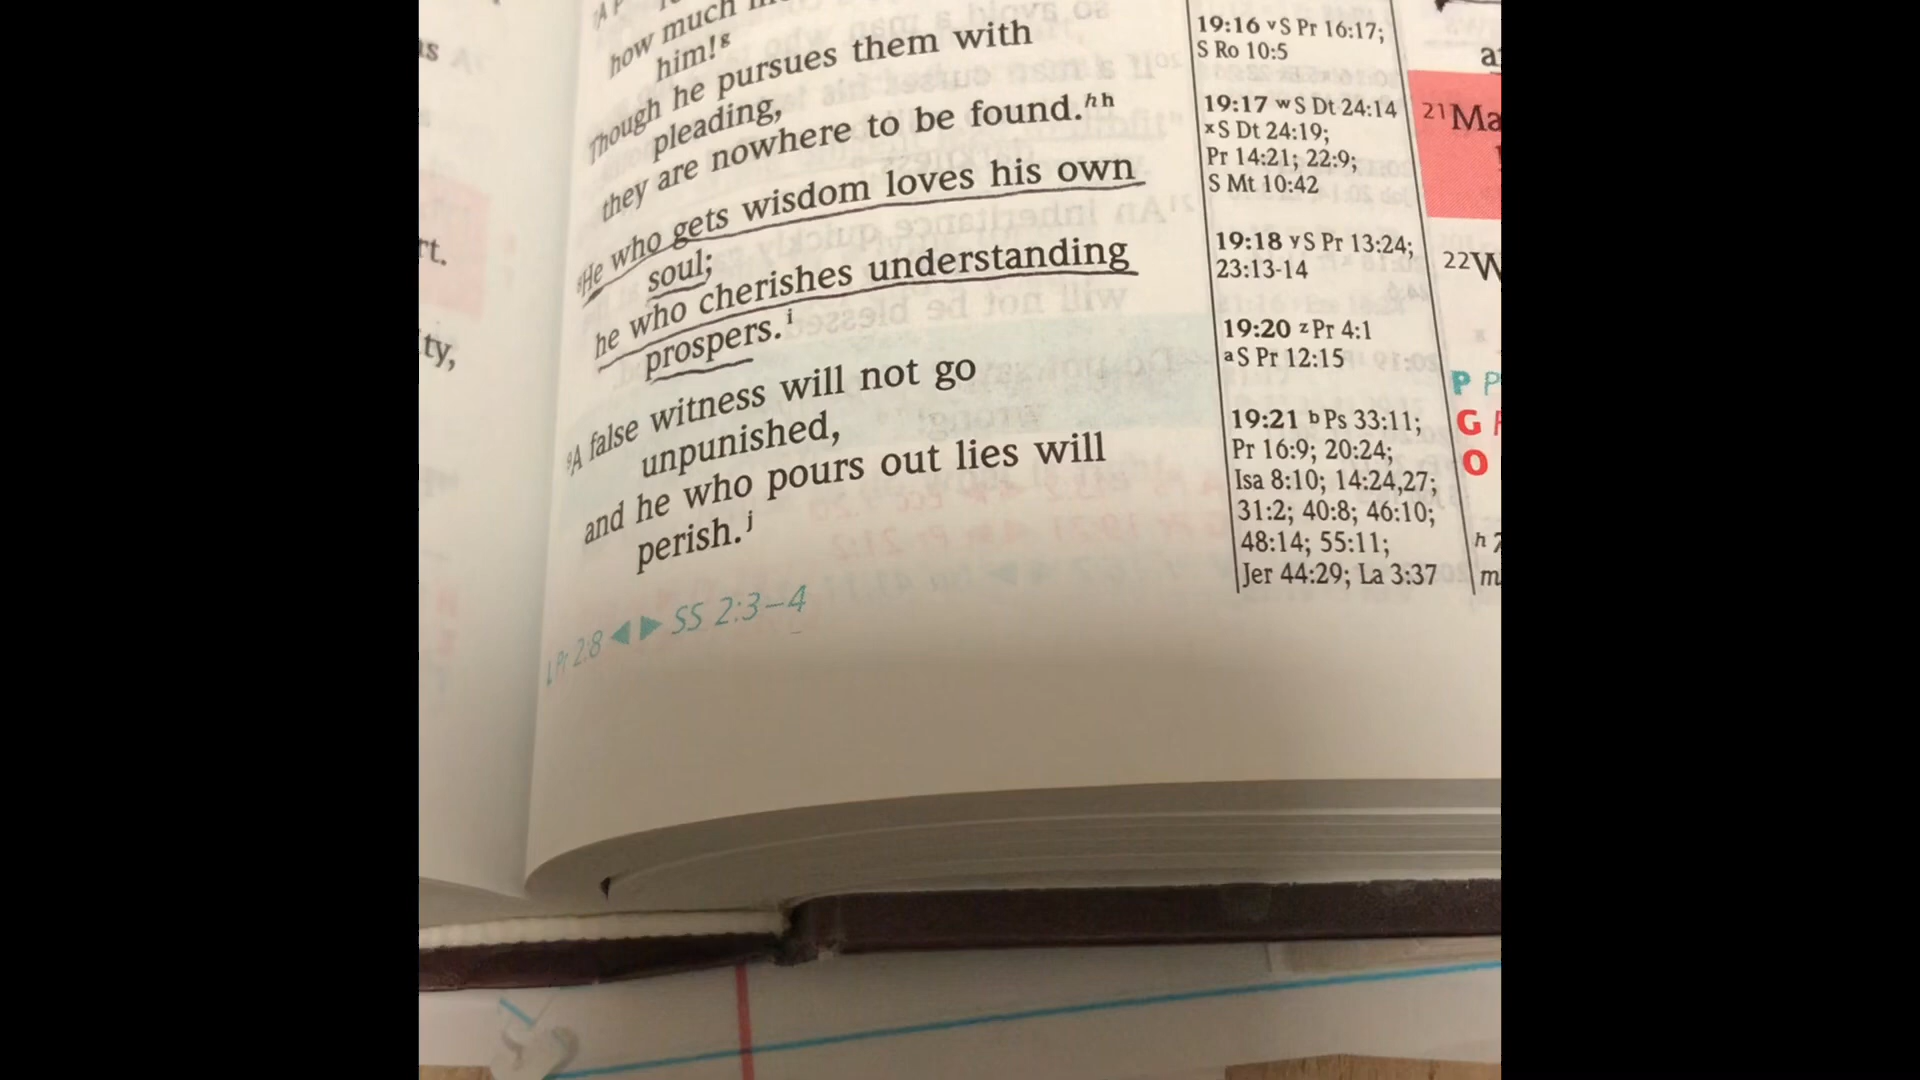 how much
him!g
Though he pursues them with
pleading,
they are nowhere to be found.hh
8He who gets wisdom loves his own
soul;
he who cherishes understanding
prospers.i
9A false witness will not go
unpunished,
and he who pours out lies will
perish.j
L Pr 2:8 ◀ ▶ SS 2:3–4
19:16 vS Pr 16:17;
S Ro 10:5
19:17 wS Dt 24:14
xS Dt 24:19;
Pr 14:21; 22:9;
S Mt 10:42
19:18 yS Pr 13:24;
23:13-14
19:20 zPr 4:1
aS Pr 12:15
19:21 bPs 33:11;
Pr 16:9; 20:24;
Isa 8:10; 14:24,27;
31:2; 40:8; 46:10;
48:14; 55:11;
Jer 44:29; La 3:37
21Ma
22W
P P
G
O
h 7
m
rt.
ty,